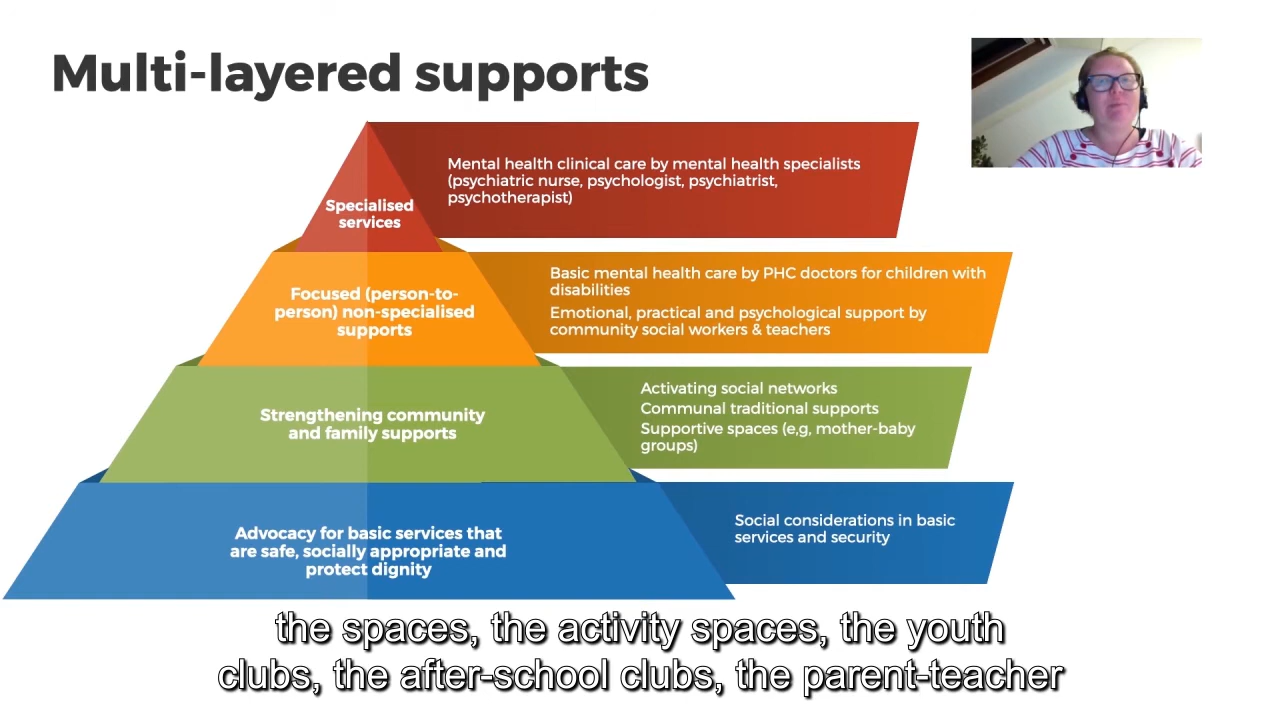 Multi-layered supports
Specialised
services
Mental health clinical care by mental health specialists
(psychiatric nurse, psychologist, psychiatrist,
psychotherapist)
Focused (person-to-
person) non-specialised
supports
Basic mental health care by PHC doctors for children with
disabilities
Emotional, practical and psychological support by
community social workers & teachers
Strengthening community
and family supports
Activating social networks
Communal traditional supports
Supportive spaces (e,g, mother-baby
groups)
Advocacy for basic services that
are safe, socially appropriate and
protect dignity
Social considerations in basic
services and security
the spaces, the activity spaces, the youth
clubs, the after-school clubs, the parent-teacher